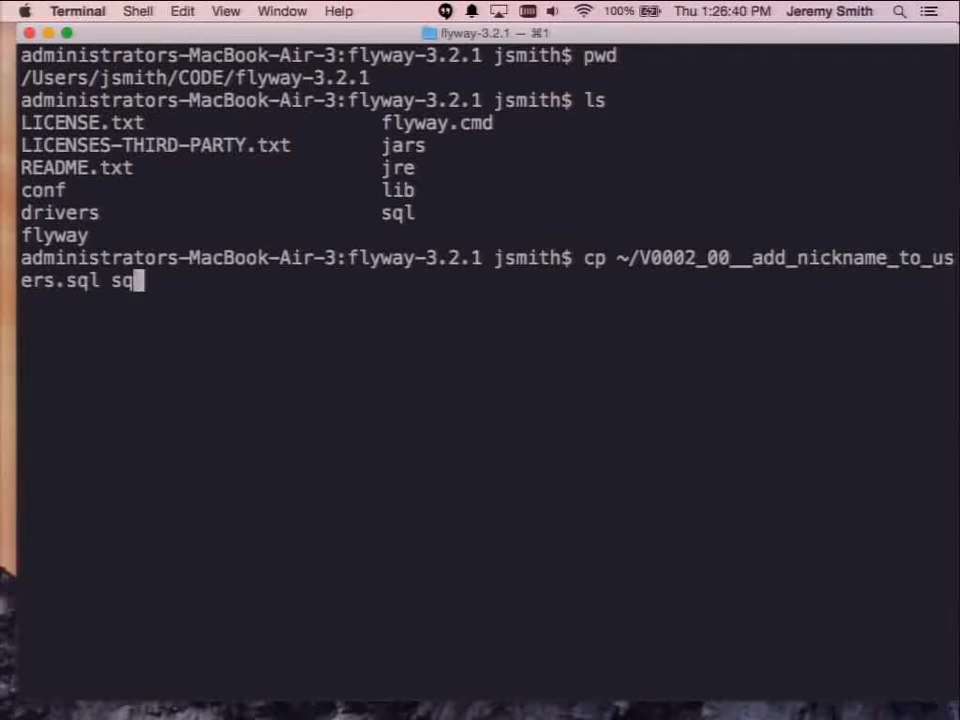 Terminal Shell Edit View Window Help 100% Thu 1:26:40 PM Jeremy Smith
flyway-3.2.1 — ⌘1
administrators-MacBook-Air-3:flyway-3.2.1 jsmith$ pwd
/Users/jsmith/CODE/flyway-3.2.1
administrators-MacBook-Air-3:flyway-3.2.1 jsmith$ ls
LICENSE.txt flyway.cmd
LICENSES-THIRD-PARTY.txt jars
README.txt jre
conf lib
drivers sql
flyway
administrators-MacBook-Air-3:flyway-3.2.1 jsmith$ cp ~/V0002_00__add_nickname_to_us
ers.sql sq